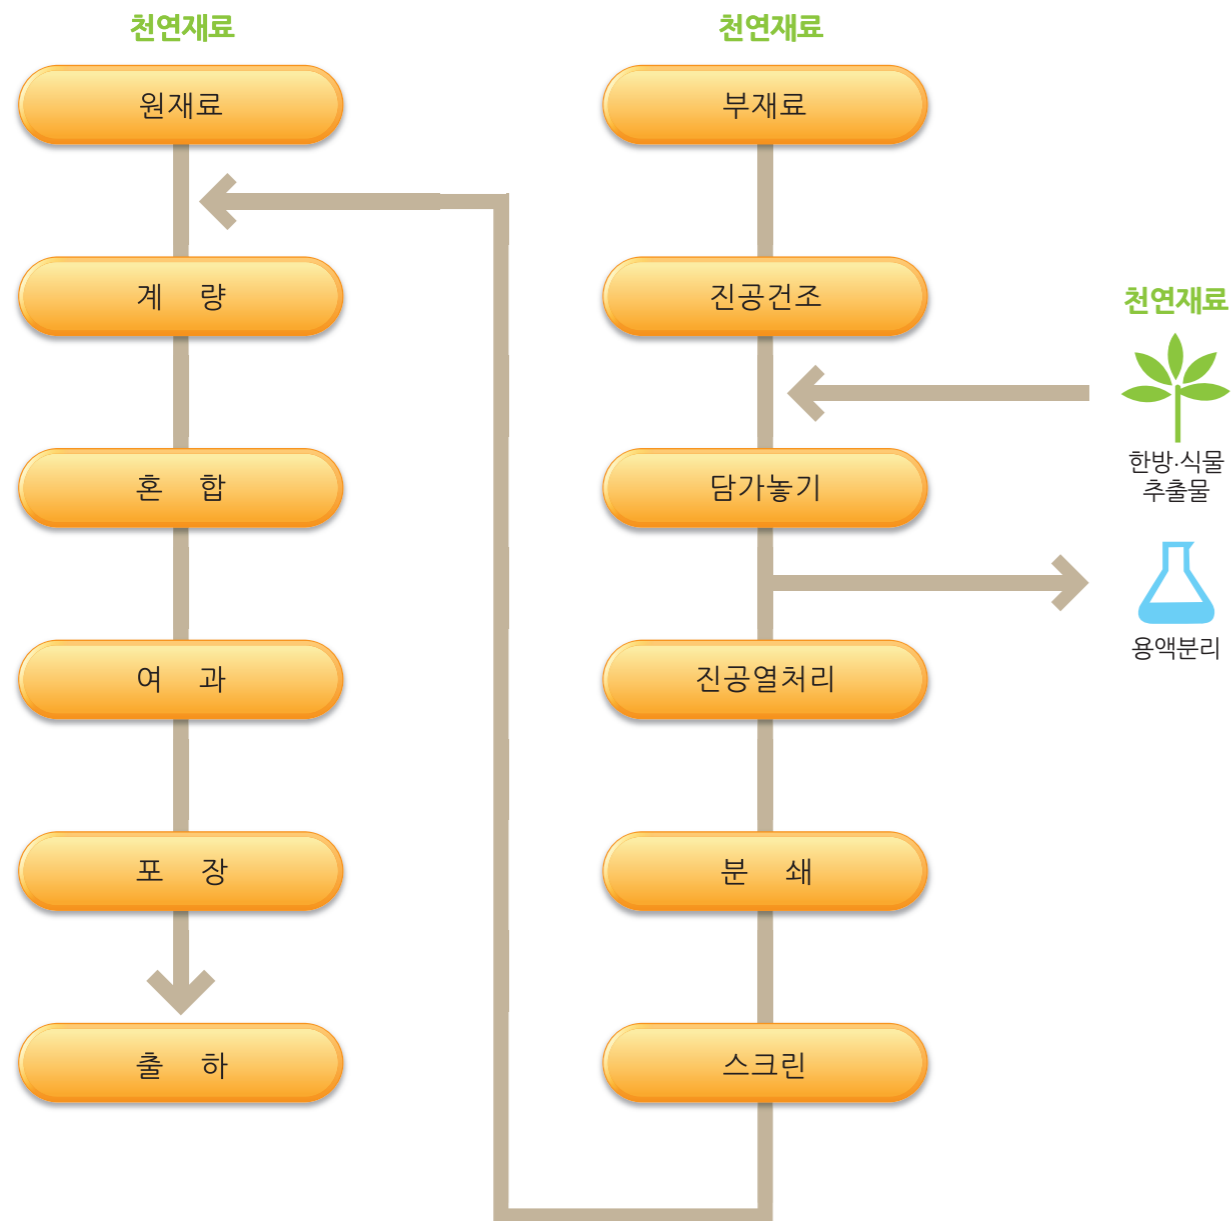 천연재료
원재료
계 량
혼 합
여 과
포 장
출 하
천연재료
부재료
진공건조
담가놓기
진공열처리
분 쇄
스크린
천연재료
한방·식물
추출물
용액분리